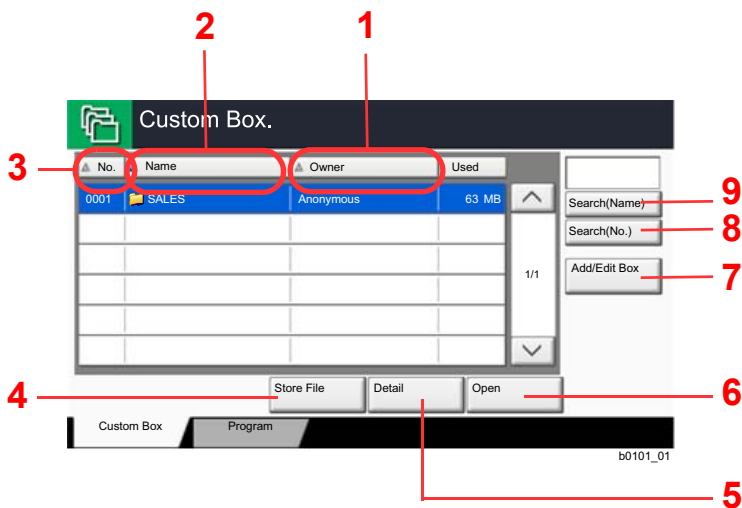 2 1
Custom Box.
3 No. Name Owner Used
0001 SALES Anonymous 63 MB
Search(Name) 9
Search(No.) 8
1/1
Add/Edit Box 7
4 Store File Detail Open 6
Custom Box Program
b0101_01
5